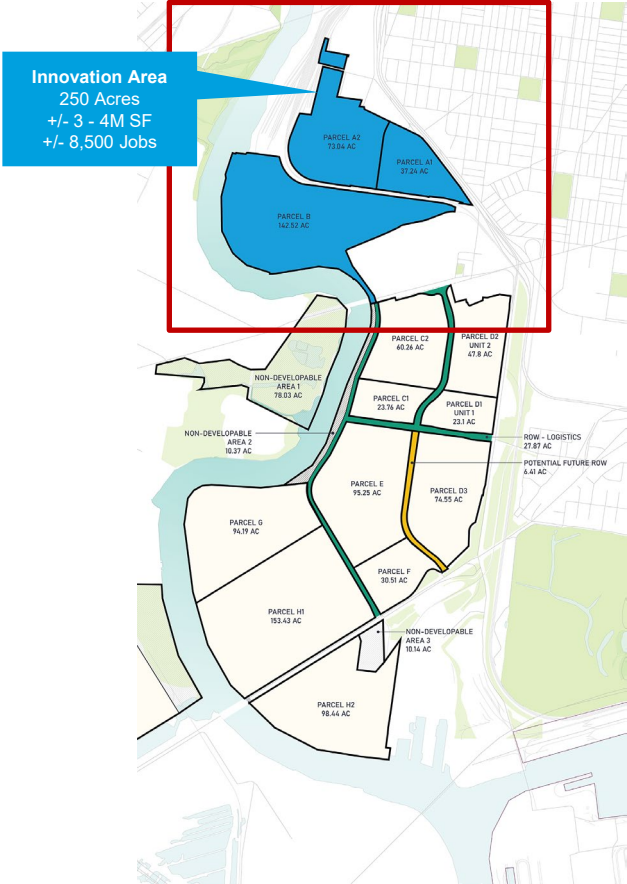 Innovation Area
250 Acres
+/- 3 - 4M SF
+/- 8,500 Jobs
PARCEL A2
73.04 AC
PARCEL A1
37.24 AC
PARCEL B
142.52 AC
PARCEL C2
60.26 AC
PARCEL D2
UNIT 2
47.8 AC
NON-DEVELOPABLE
AREA 1
78.03 AC
PARCEL C1
23.76 AC
PARCEL D1
UNIT 1
23.1 AC
NON-DEVELOPABLE
AREA 2
10.37 AC
ROW - LOGISTICS
27.87 AC
POTENTIAL FUTURE ROW
6.41 AC
PARCEL E
95.25 AC
PARCEL D3
74.55 AC
PARCEL G
94.19 AC
PARCEL F
30.51 AC
PARCEL H1
153.43 AC
NON-DEVELOPABLE
AREA 3
10.14 AC
PARCEL H2
98.44 AC